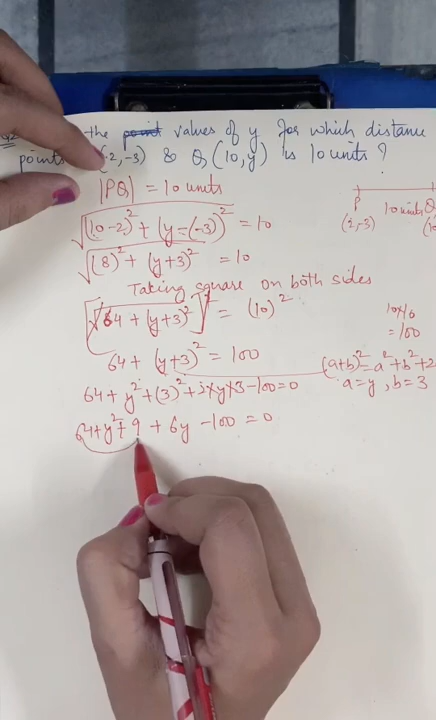 the values of y for which distance
points (2,-3) & Q, (10,y) is 10 units?
|PQ| = 10 units
P
10 units Q
(2,-3) (10
√(10-2)² + (y-(-3))² = 10
√(8)² + (y+3)² = 10
Taking square on both sides
[√64 + (y+3)²]² = (10)²
10×10
=100
64 + (y+3)² = 100
(a+b)² = a² + b² + 2
a=y, b=3
64 + y² + (3)² + 2×y×3 -100=0
64+y²+ 9 + 6y -100 = 0